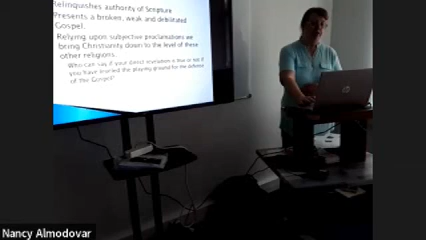 relinquishes authority of Scripture
Presents a broken, weak and debilitated
Gospel.
Relying upon subjective proclamations are
bring Christianity down to the level of these
other religions.
Who can say if your direct revelation is true or not if
you have leveled the playing ground for the defense
of the Gospel?
hp
Nancy Almodovar